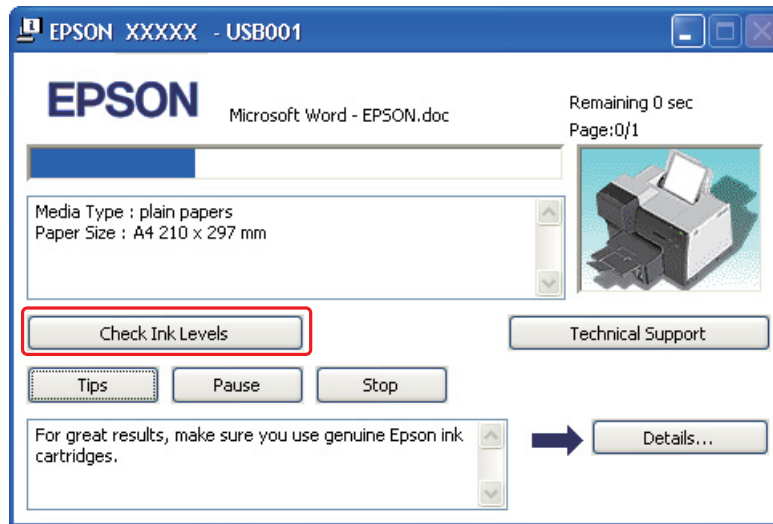 EPSON XXXXX - USB001
EPSON
Microsoft Word - EPSON.doc
Remaining 0 sec
Page:0/1
Media Type : plain papers
Paper Size : A4 210 x 297 mm
Check Ink Levels
Technical Support
Tips
Pause
Stop
For great results, make sure you use genuine Epson ink
cartridges.
Details...